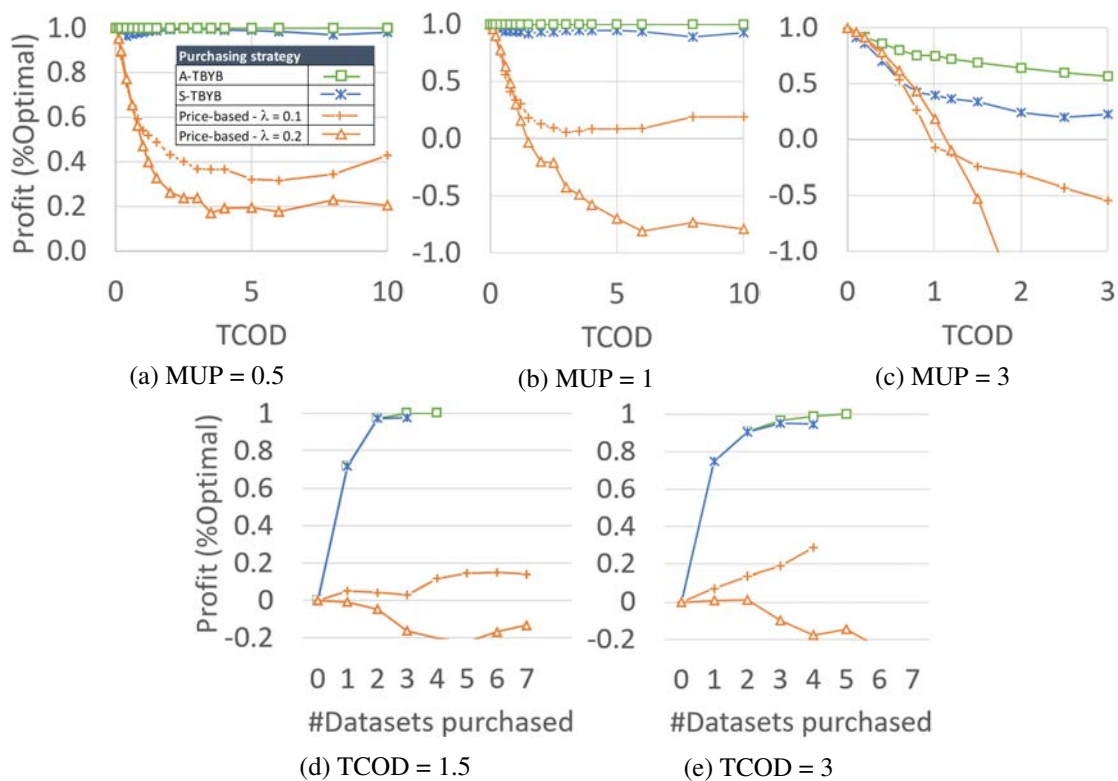 Profit (%Optimal)
1.0
0.8
0.6
0.4
0.2
0.0
Purchasing strategy
A-TBYB
S-TBYB
Price-based - λ = 0.1
Price-based - λ = 0.2
0 5 10
TCOD
(a) MUP = 0.5
1.0
0.5
0.0
-0.5
-1.0
0 5 10
TCOD
(b) MUP = 1
1.0
0.5
0.0
-0.5
-1.0
0 1 2 3
TCOD
(c) MUP = 3
Profit (%Optimal)
1
0.8
0.6
0.4
0.2
0
-0.2
0 1 2 3 4 5 6 7
#Datasets purchased
(d) TCOD = 1.5
1
0.8
0.6
0.4
0.2
0
-0.2
0 1 2 3 4 5 6 7
#Datasets purchased
(e) TCOD = 3